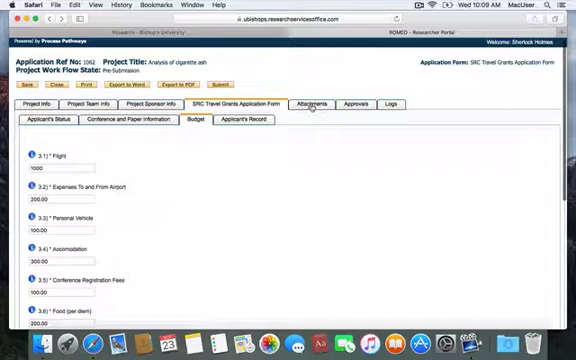 Safari File Edit View History Bookmarks Window Help
Wed 10:09 AM MacUser
ubishops.researchservicesoffice.com
Research - Bishop's University
ROMEO - Researcher Portal
Powered by Process Pathways
Welcome: Sherlock Holmes
Application Ref No: 1062 Project Title: Analysis of cigarette ash
Application Form: SRC Travel Grants Application Form
Project Work Flow State: Pre-Submission
Save Close Print Export to Word Export to PDF Submit
Project Info Project Team Info Project Sponsor Info SRC Travel Grants Application Form Attachments Approvals Logs
Applicant's Status Conference and Paper Information Budget Applicant's Record
3.1) * Flight
1000
3.2) * Expenses To and From Airport
200.00
3.3) * Personal Vehicle
100.00
3.4) * Accomodation
300.00
3.5) * Conference Registration Fees
100.00
3.6) * Food (per diem)
200.00
23